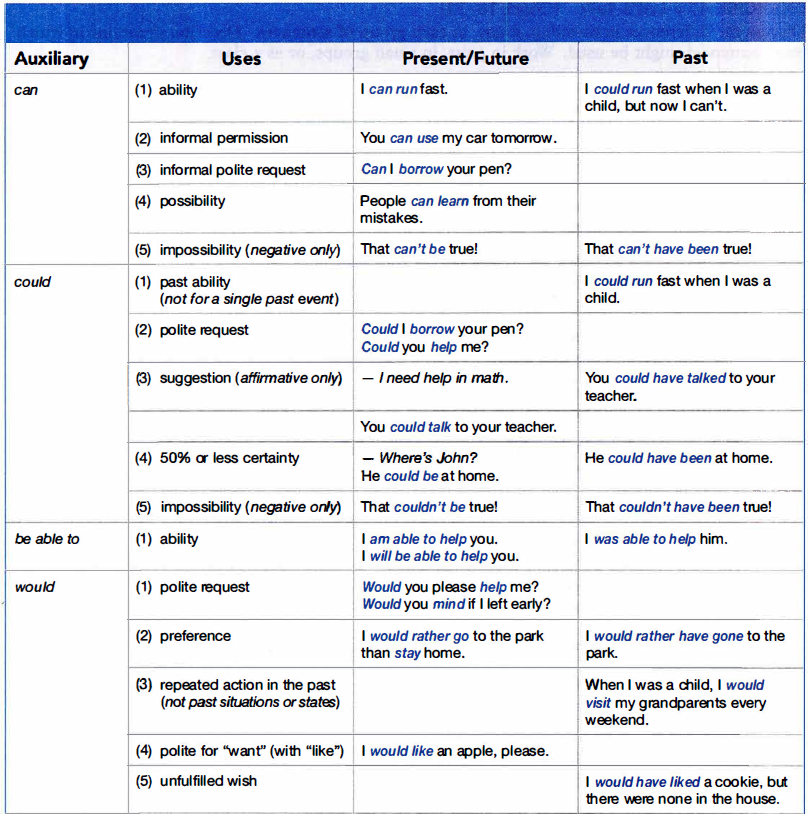 Auxiliary Uses Present/Future Past
can (1) ability I can run fast. I could run fast when I was a
child, but now I can't.
(2) informal permission You can use my car tomorrow.
(3) informal polite request Can I borrow your pen?
(4) possibility People can learn from their
mistakes.
(5) impossibility (negative only) That can't be true! That can't have been true!
could (1) past ability I could run fast when I was a
(not for a single past event) child.
(2) polite request Could I borrow your pen?
Could you help me?
(3) suggestion (affirmative only) — I need help in math. You could have talked to your
teacher.
You could talk to your teacher.
(4) 50% or less certainty — Where's John? He could have been at home.
He could be at home.
(5) impossibility (negative only) That couldn't be true! That couldn't have been true!
be able to (1) ability I am able to help you. I was able to help him.
I will be able to help you.
would (1) polite request Would you please help me?
Would you mind if I left early?
(2) preference I would rather go to the park I would rather have gone to the
than stay home. park.
(3) repeated action in the past When I was a child, I would
(not past situations or states) visit my grandparents every
weekend.
(4) polite for "want" (with "like") I would like an apple, please.
(5) unfulfilled wish I would have liked a cookie, but
there were none in the house.